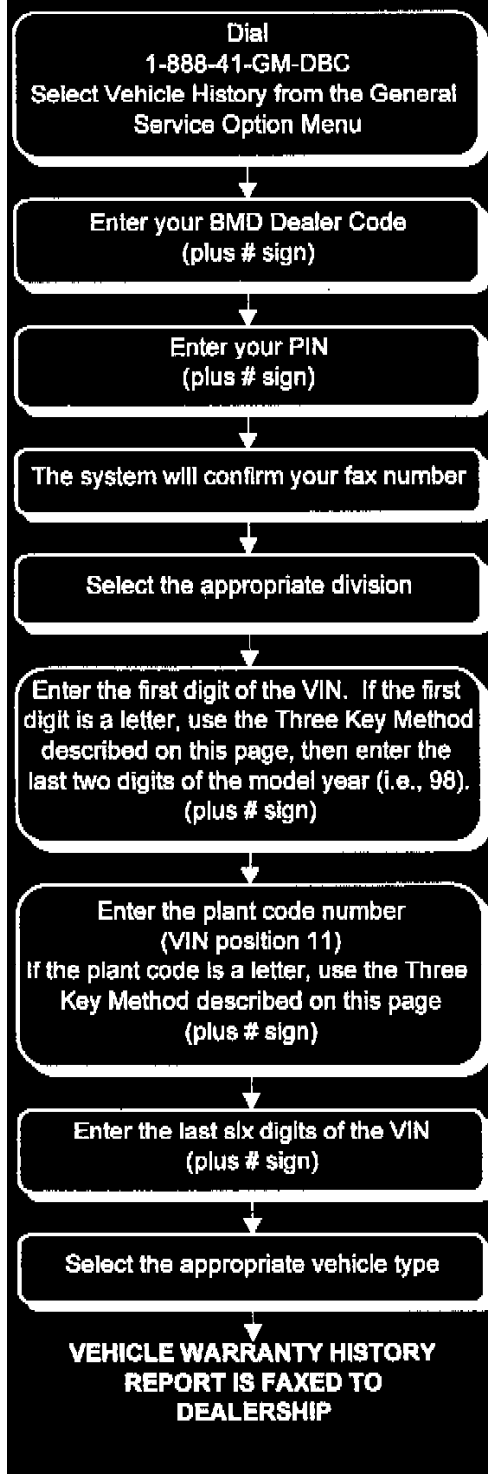 Dial
1-888-41-GM-DBC
Select Vehicle History from the General
Service Option Menu
Enter your BMD Dealer Code
(plus # sign)
Enter your PIN
(plus # sign)
The system will confirm your fax number
Select the appropriate division
Enter the first digit of the VIN. If the first
digit is a letter, use the Three Key Method
described on this page, then enter the
last two digits of the model year (i.e., 98).
(plus # sign)
Enter the plant code number
(VIN position 11)
If the plant code is a letter, use the Three
Key Method described on this page
(plus # sign)
Enter the last six digits of the VIN
(plus # sign)
Select the appropriate vehicle type
VEHICLE WARRANTY HISTORY
REPORT IS FAXED TO
DEALERSHIP